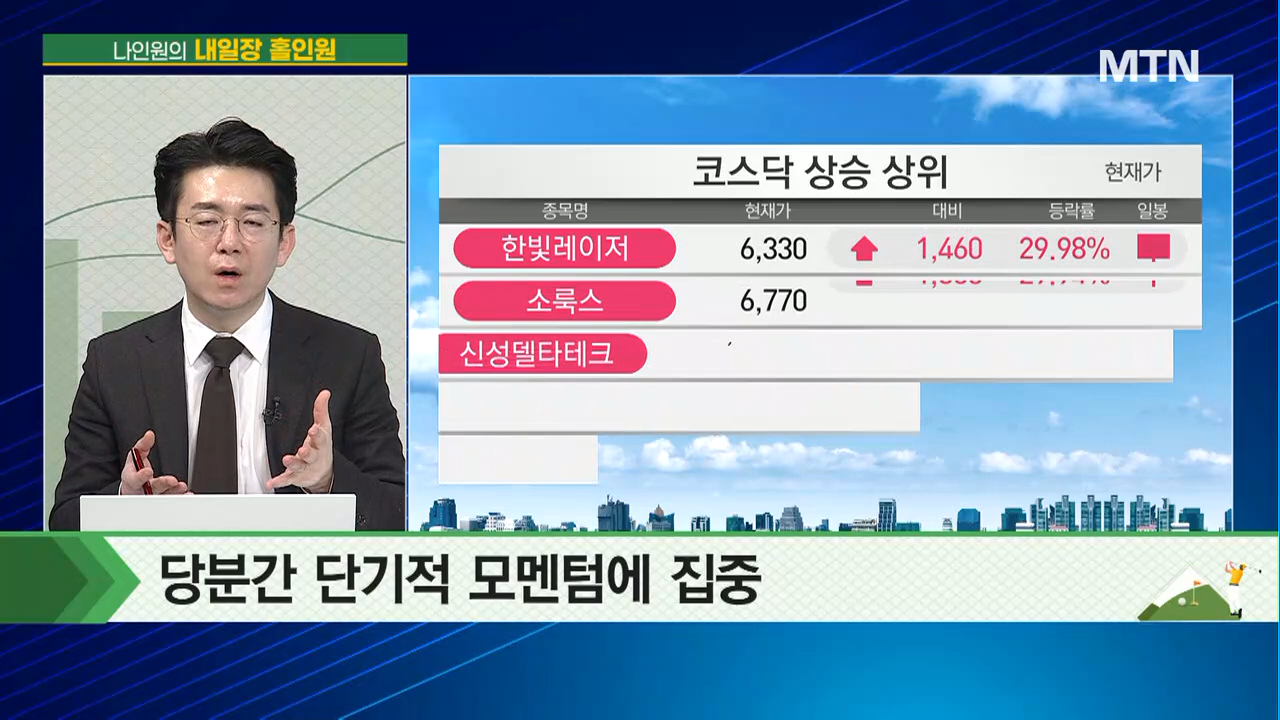 나인원의 내일장 홀인원
MTN
코스닥 상승 상위
현재가
종목명 현재가 대비 등락률 일봉
한빛레이저 6,330 1,460 29.98%
소룩스 6,770
신성델타테크
당분간 단기적 모멘텀에 집중